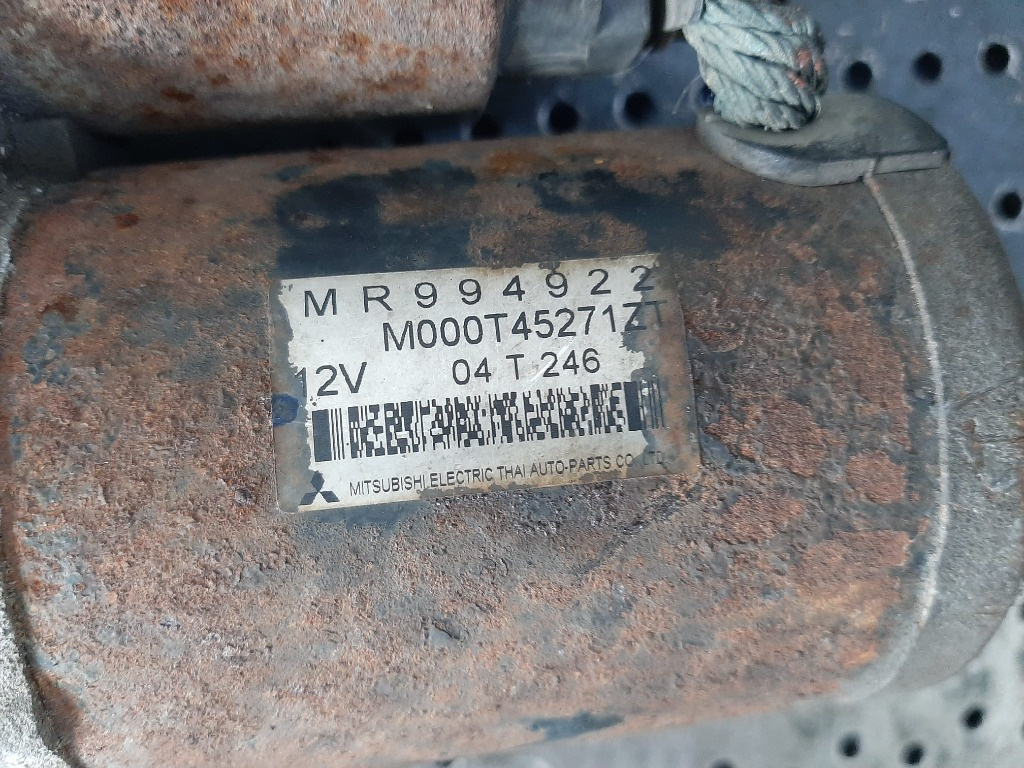 MR994922
M000T45271ZT
12V 04 T 246
MITSUBISHI ELECTRIC THAI AUTO-PARTS CO., LTD